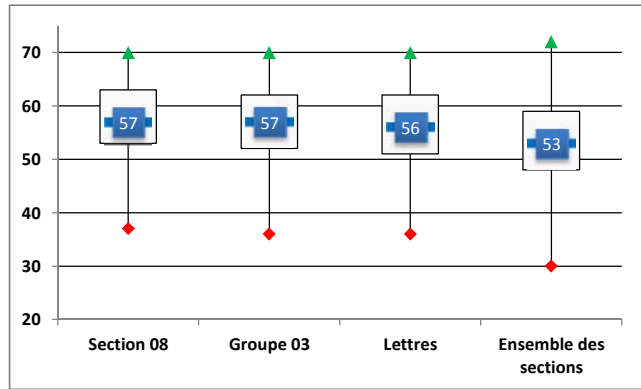 70
60
50
40
30
20
57
57
56
53
Section 08
Groupe 03
Lettres
Ensemble des
sections